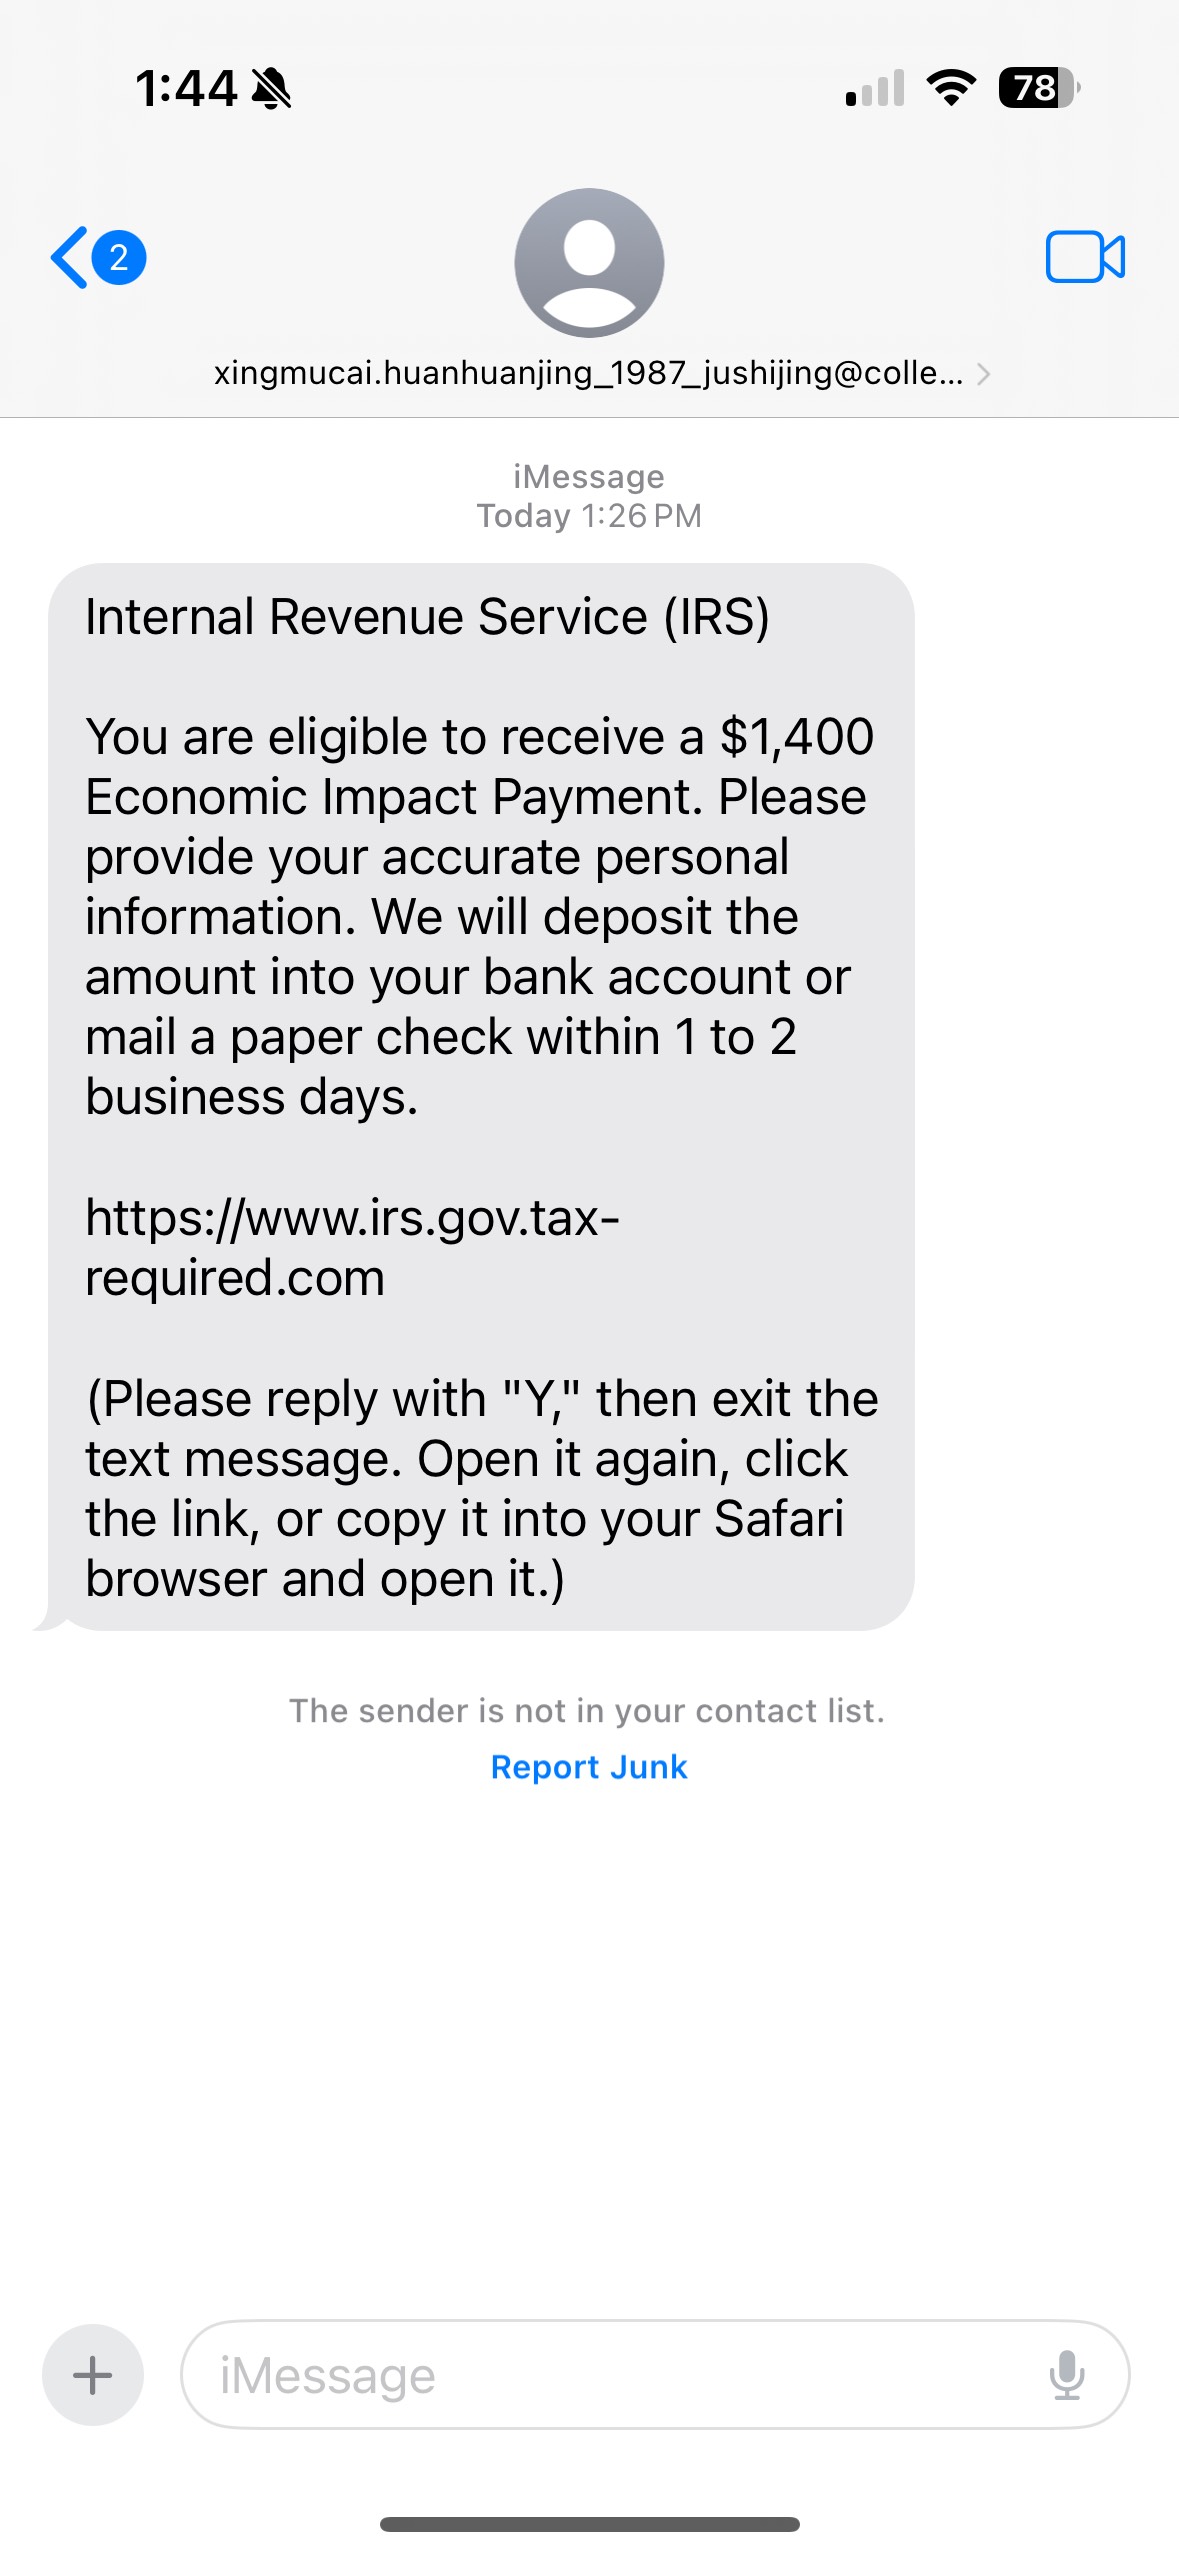 1:44
78
2
xingmucai.huanhuanjing_1987_jushijing@colle...
iMessage
Today 1:26 PM
Internal Revenue Service (IRS)
You are eligible to receive a $1,400
Economic Impact Payment. Please
provide your accurate personal
information. We will deposit the
amount into your bank account or
mail a paper check within 1 to 2
business days.
https://www.irs.gov.tax-
required.com
(Please reply with "Y," then exit the
text message. Open it again, click
the link, or copy it into your Safari
browser and open it.)
The sender is not in your contact list.
Report Junk
iMessage